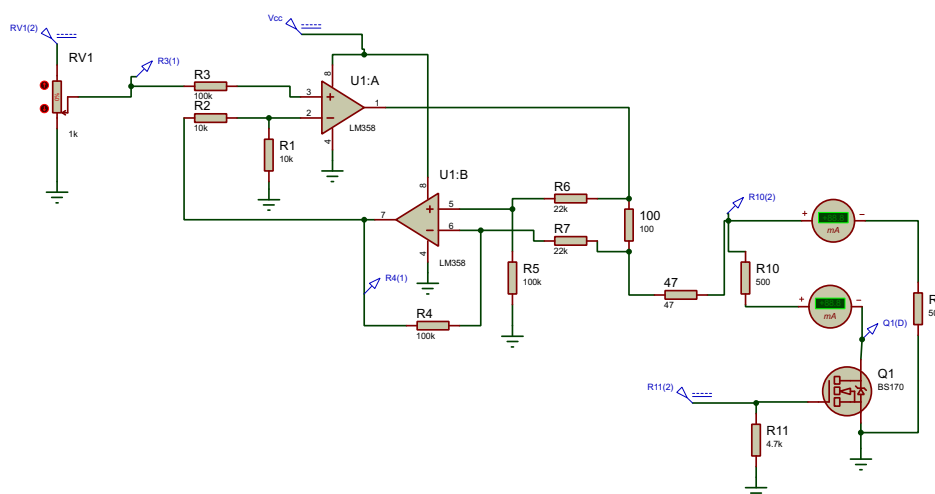 RV1(2)
Vcc
RV1
1k
R3(1)
R3
100k
R2
10k
R1
10k
U1:A
8
3
2
1
4
LM358
U1:B
8
5
6
7
4
LM358
R4(1)
R4
100k
R5
100k
R6
22k
R7
22k
100
100
47
47
R10(2)
R10
500
+
−
mA
+
−
mA
R
Q1(D)
Q1
BS170
R11(2)
R11
4.7k